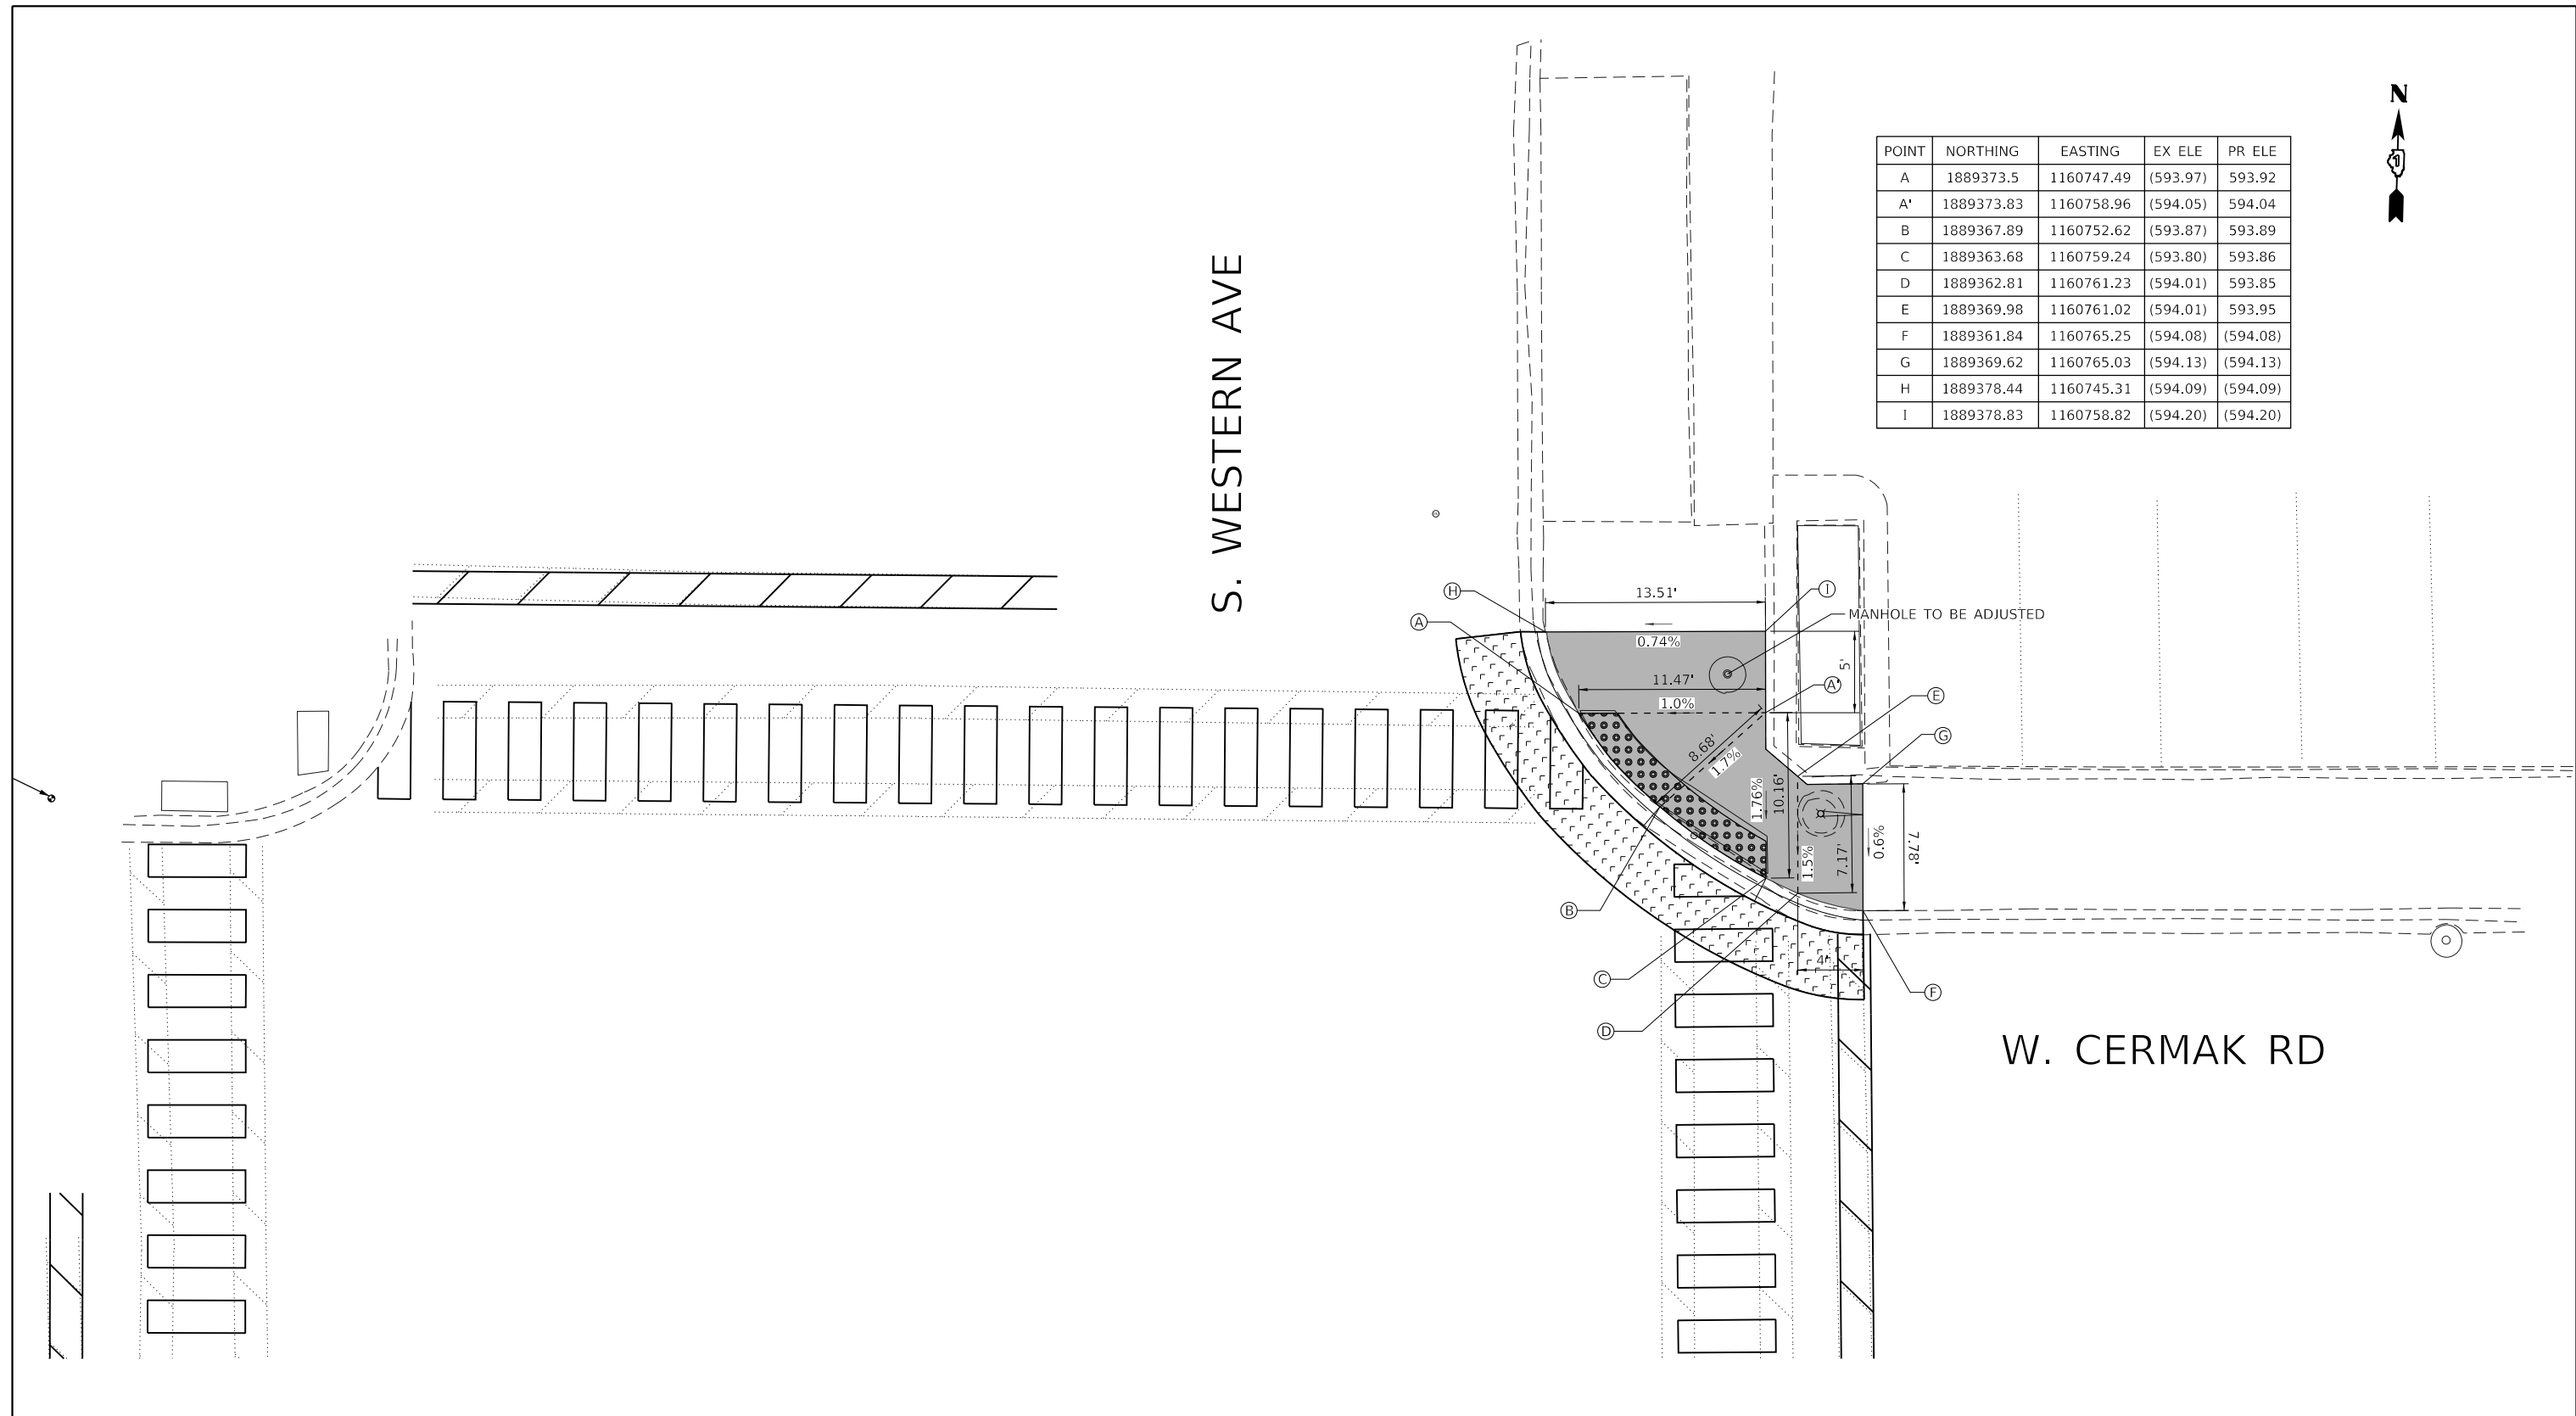 N
1
POINT NORTHING EASTING EX ELE PR ELE
A 1889373.5 1160747.49 (593.97) 593.92
A' 1889373.83 1160758.96 (594.05) 594.04
B 1889367.89 1160752.62 (593.87) 593.89
C 1889363.68 1160759.24 (593.80) 593.86
D 1889362.81 1160761.23 (594.01) 593.85
E 1889369.98 1160761.02 (594.01) 593.95
F 1889361.84 1160765.25 (594.08) (594.08)
G 1889369.62 1160765.03 (594.13) (594.13)
H 1889378.44 1160745.31 (594.09) (594.09)
I 1889378.83 1160758.82 (594.20) (594.20)
S. WESTERN AVE
H
13.51'
I
MANHOLE TO BE ADJUSTED
A
0.74%
5'
11.47'
A'
1.0%
E
G
8.68'
1.7%
1.76%
10.16'
1.5%
7.17'
0.6%
7.78'
B
C
4'
F
D
W. CERMAK RD